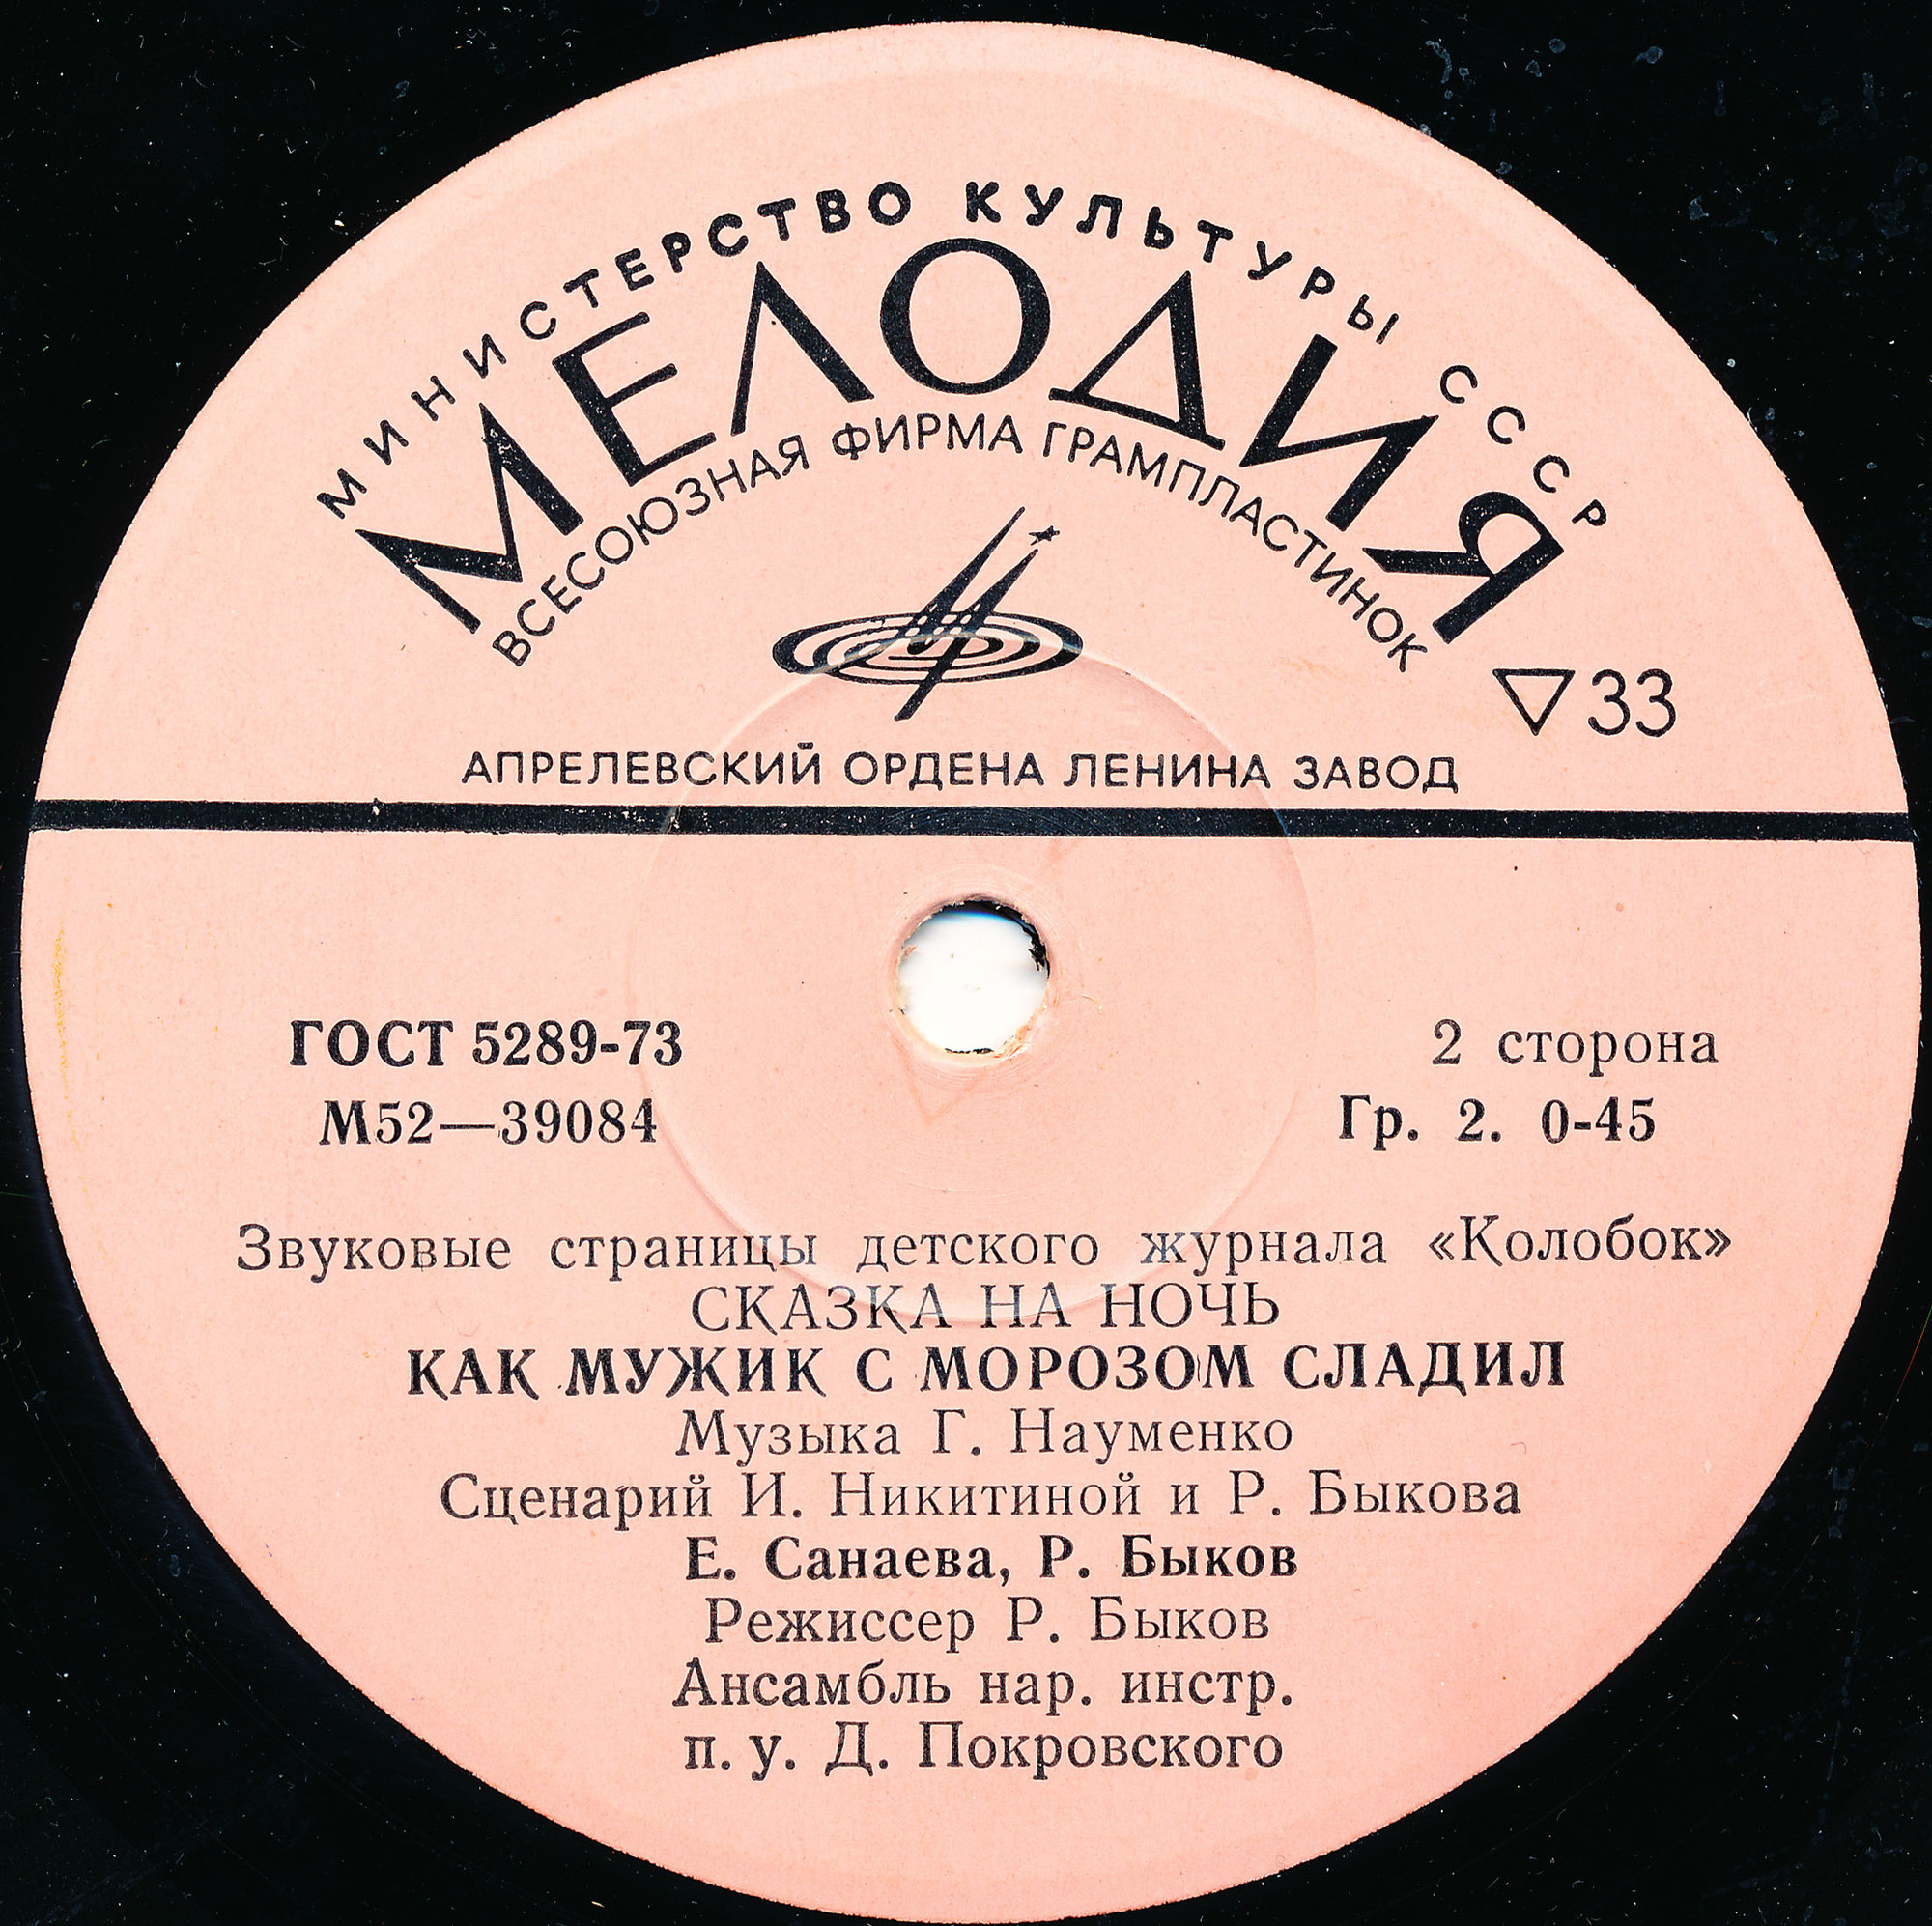 МИНИСТЕРСТВО КУЛЬТУРЫ СССР
МЕЛОДИЯ
ВСЕСОЮЗНАЯ ФИРМА ГРАМПЛАСТИНОК
33
АПРЕЛЕВСКИЙ ОРДЕНА ЛЕНИНА ЗАВОД
ГОСТ 5289-73
2 сторона
М52—39084
Гр. 2. 0-45
Звуковые страницы детского журнала «Колобок»
СКАЗКА НА НОЧЬ
КАК МУЖИК С МОРОЗОМ СЛАДИЛ
Музыка Г. Науменко
Сценарий И. Никитиной и Р. Быкова
Е. Санаева, Р. Быков
Режиссер Р. Быков
Ансамбль нар. инстр.
п. у. Д. Покровского